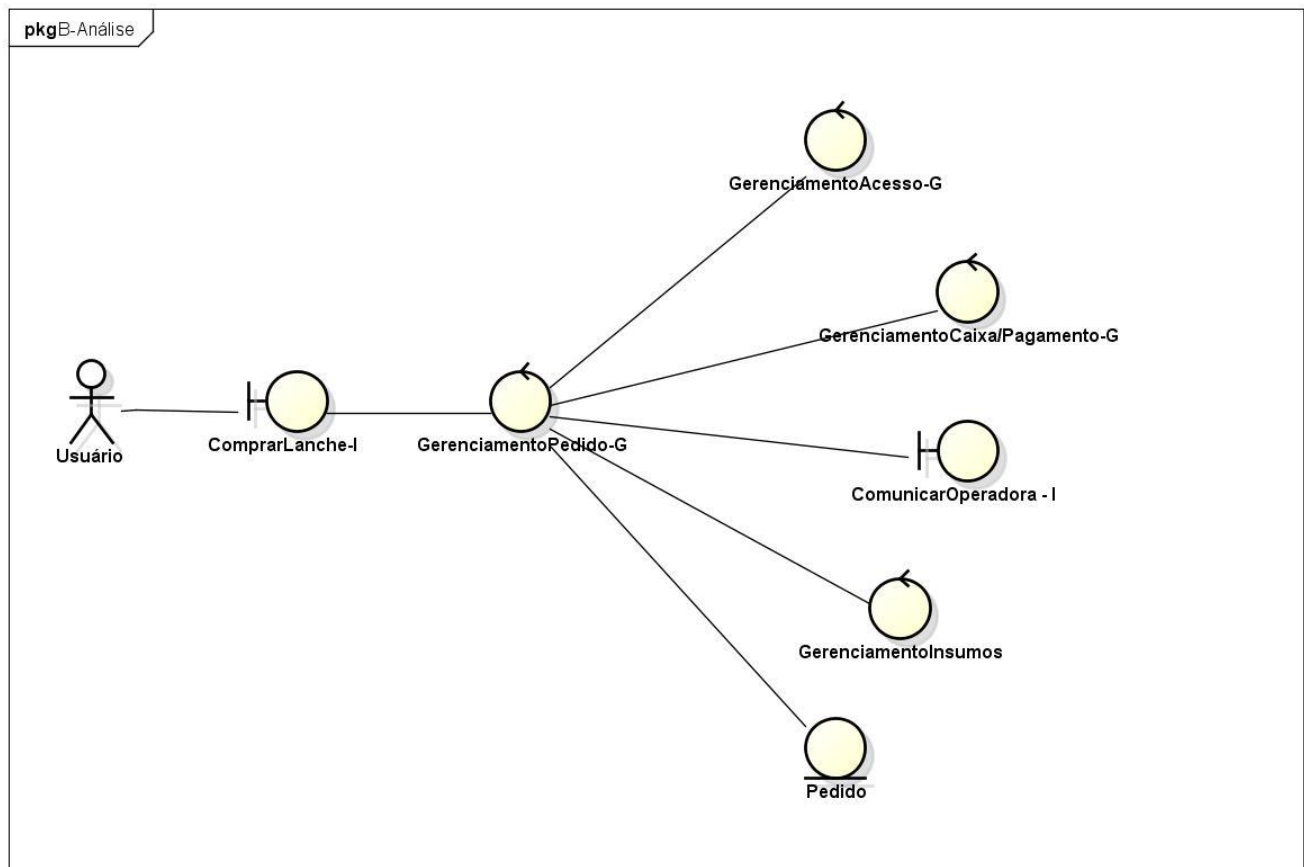 pkgB-Análise
GerenciamentoAcesso-G
GerenciamentoCaixa/Pagamento-G
Usuário
ComprarLanche-I
GerenciamentoPedido-G
ComunicarOperadora - I
GerenciamentoInsumos
Pedido